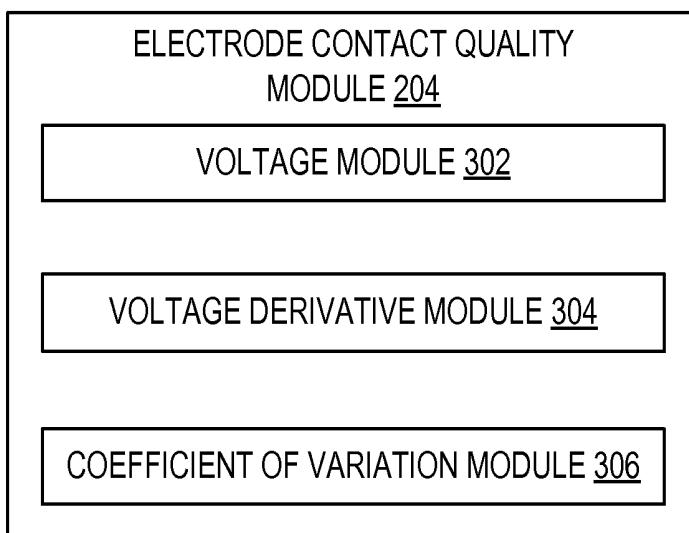 ELECTRODE CONTACT QUALITY
MODULE 204
VOLTAGE MODULE 302
VOLTAGE DERIVATIVE MODULE 304
COEFFICIENT OF VARIATION MODULE 306